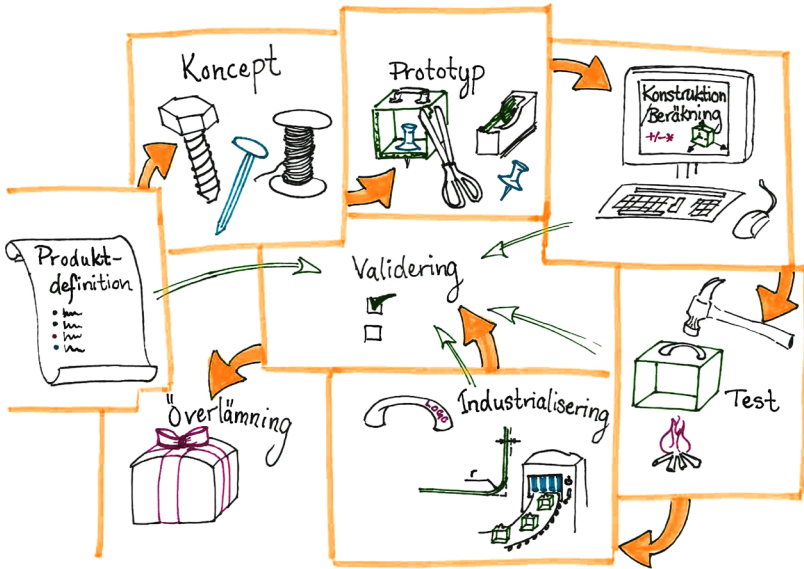 Koncept
Prototyp
Konstruktion
Beräkning
+/-*
Produkt-
definition
Validering
Test
Industrialisering
LOGO
r
Överlämning